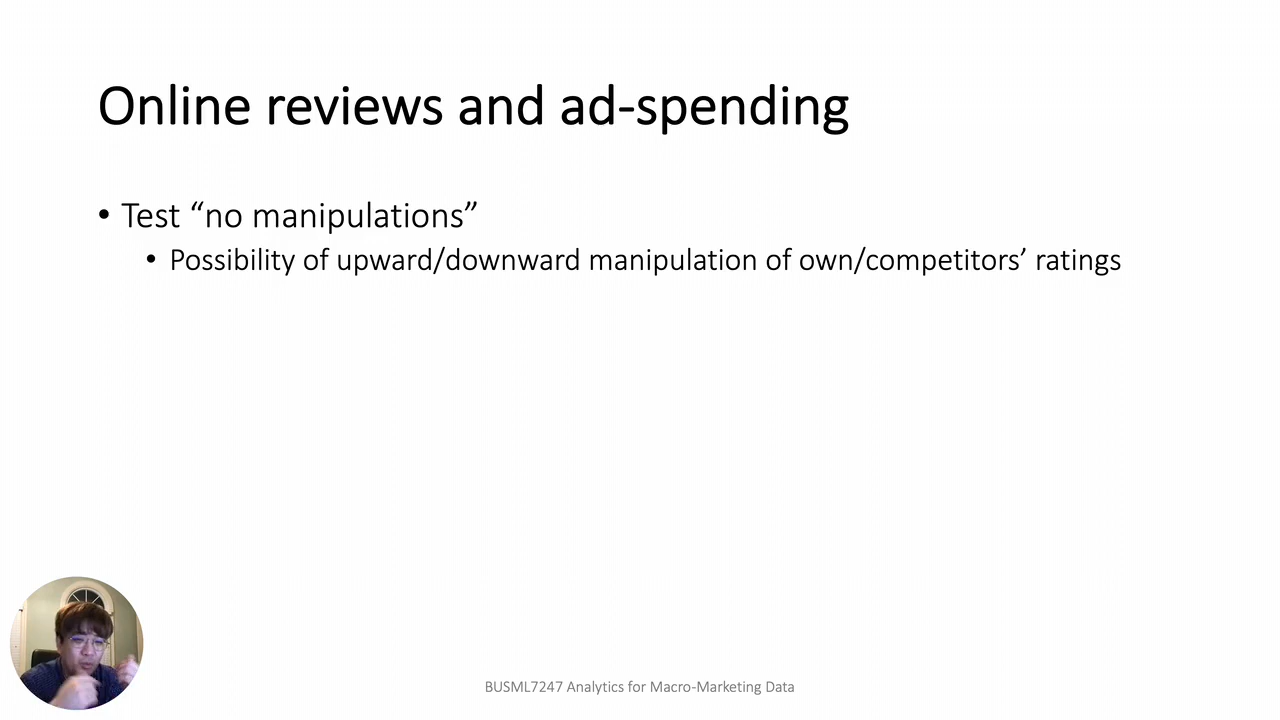 Online reviews and ad-spending
• Test “no manipulations”
• Possibility of upward/downward manipulation of own/competitors’ ratings
BUSML7247 Analytics for Macro-Marketing Data